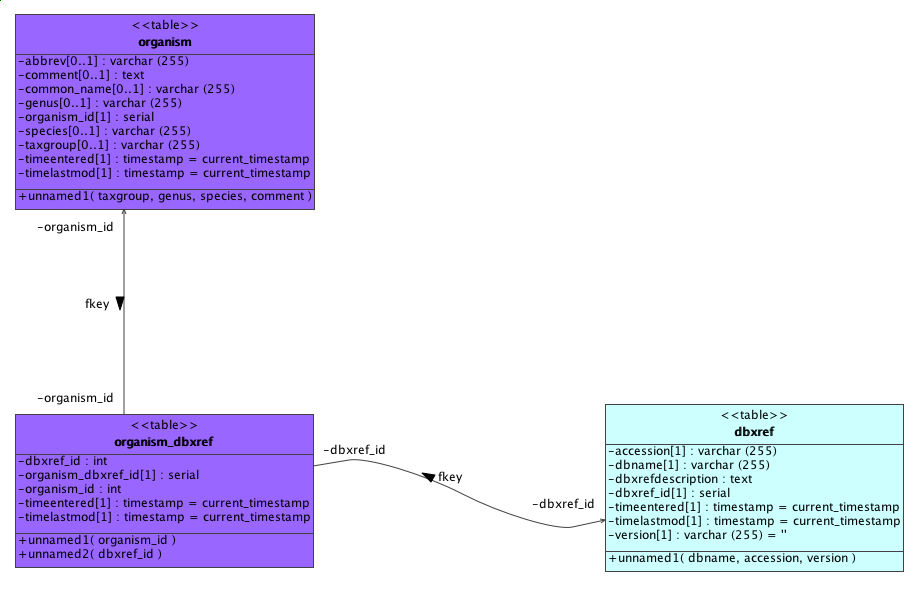 <<table>>
organism
-abbrev[0..1] : varchar (255)
-comment[0..1] : text
-common_name[0..1] : varchar (255)
-genus[0..1] : varchar (255)
-organism_id[1] : serial
-species[0..1] : varchar (255)
-taxgroup[0..1] : varchar (255)
-timeentered[1] : timestamp = current_timestamp
-timelastmod[1] : timestamp = current_timestamp
+unnamed1( taxgroup, genus, species, comment )
-organism_id
fkey
-organism_id
<<table>>
organism_dbxref
-dbxref_id : int
-organism_dbxref_id[1] : serial
-organism_id : int
-timeentered[1] : timestamp = current_timestamp
-timelastmod[1] : timestamp = current_timestamp
+unnamed1( organism_id )
+unnamed2( dbxref_id )
-dbxref_id
fkey
-dbxref_id
<<table>>
dbxref
-accession[1] : varchar (255)
-dbname[1] : varchar (255)
-dbxrefdescription : text
-dbxref_id[1] : serial
-timeentered[1] : timestamp = current_timestamp
-timelastmod[1] : timestamp = current_timestamp
-version[1] : varchar (255) = ''
+unnamed1( dbname, accession, version )